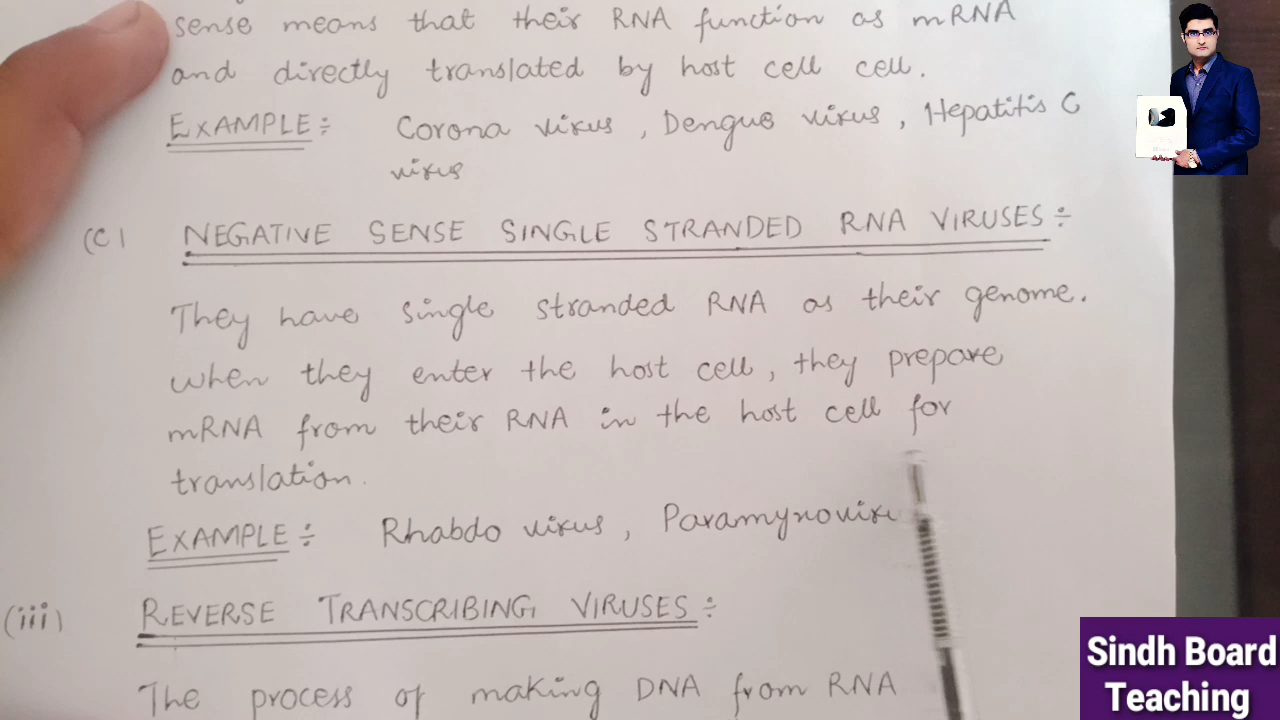 sense means that their RNA function as mRNA
and directly translated by host cell cell.
EXAMPLE÷ Corona virus, Dengue virus, Hepatitis C
virus
(C) NEGATIVE SENSE SINGLE STRANDED RNA VIRUSES÷
They have single stranded RNA as their genome.
when they enter the host cell, they prepare
mRNA from their RNA in the host cell for
translation.
EXAMPLE÷ Rhabdo virus, Paramyxoviru
(iii) REVERSE TRANSCRIBING VIRUSES÷
The process of making DNA from RNA
Sindh Board
Teaching